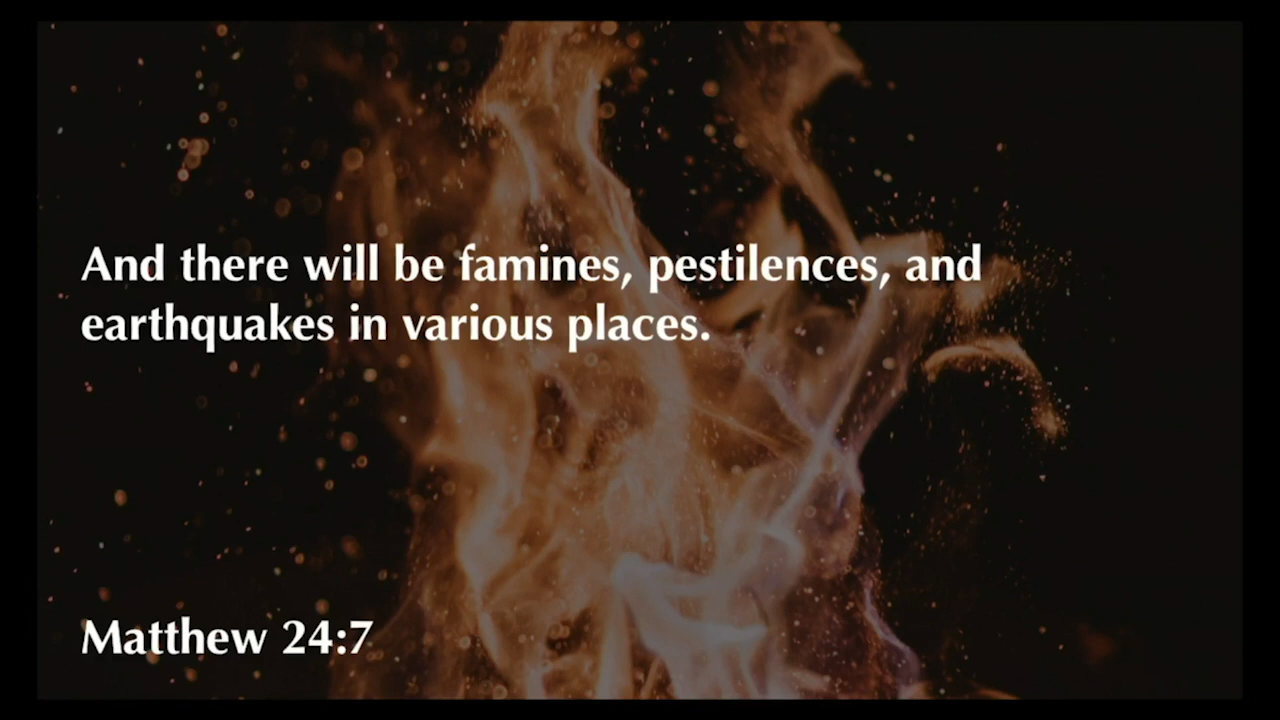 And there will be famines, pestilences, and
earthquakes in various places.
Matthew 24:7